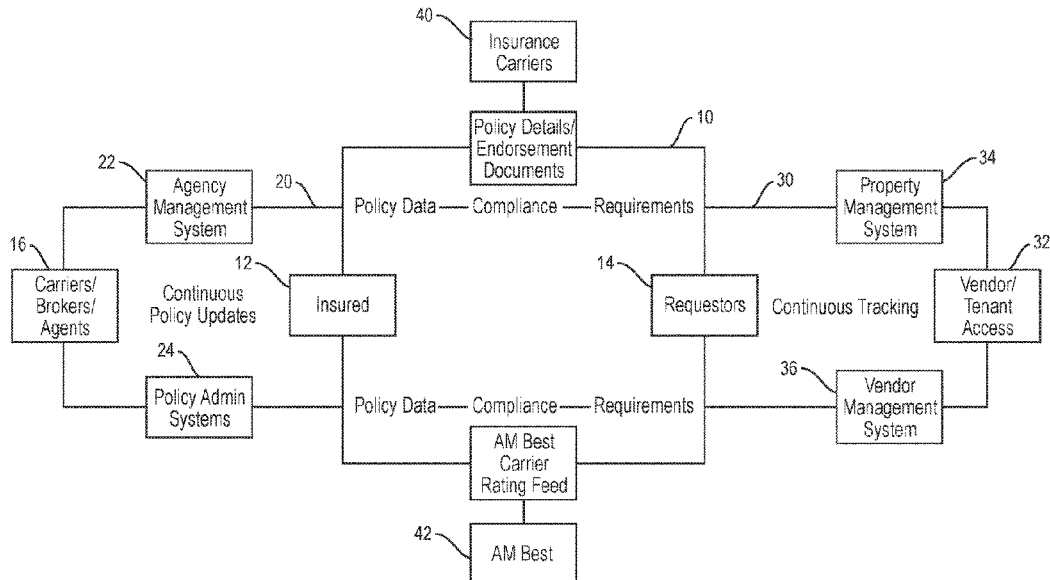 40
Insurance
Carriers
10
Policy Details/
Endorsement
Documents
22
Agency
Management
System
20
30
34
Property
Management
System
Policy Data
Compliance
Requirements
16
Carriers/
Brokers/
Agents
12
Insured
Continuous
Policy Updates
14
Requestors
Continuous Tracking
32
Vendor/
Tenant
Access
24
Policy Admin
Systems
36
Vendor
Management
System
Policy Data
Compliance
Requirements
AM Best
Carrier
Rating Feed
42
AM Best